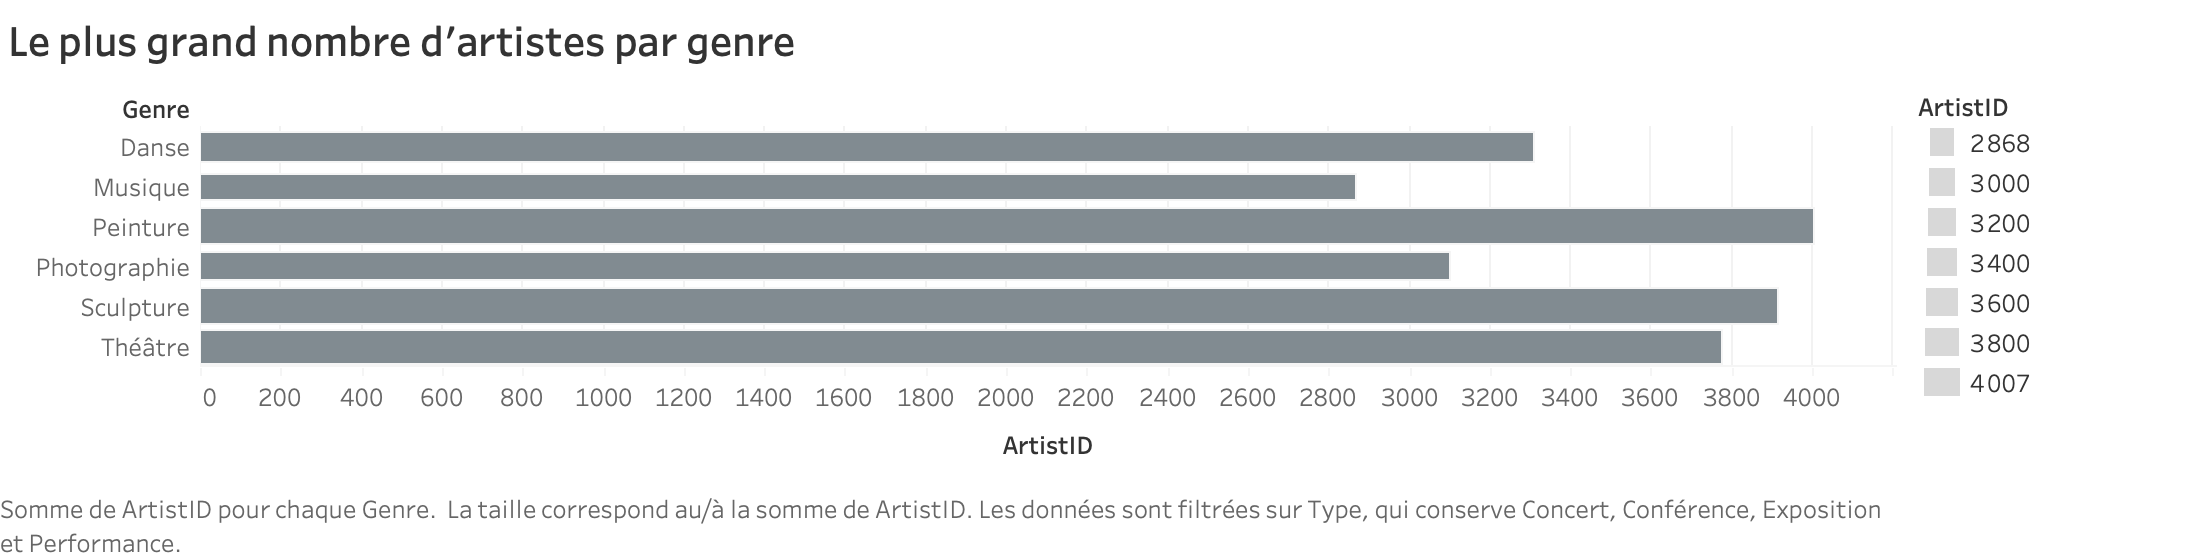 Le plus grand nombre d’artistes par genre
Genre
Danse
Musique
Peinture
Photographie
Sculpture
Théâtre
0 200 400 600 800 1000 1200 1400 1600 1800 2000 2200 2400 2600 2800 3000 3200 3400 3600 3800 4000
ArtistID
ArtistID
2868
3000
3200
3400
3600
3800
4007
Somme de ArtistID pour chaque Genre.  La taille correspond au/à la somme de ArtistID. Les données sont filtrées sur Type, qui conserve Concert, Conférence, Exposition
et Performance.